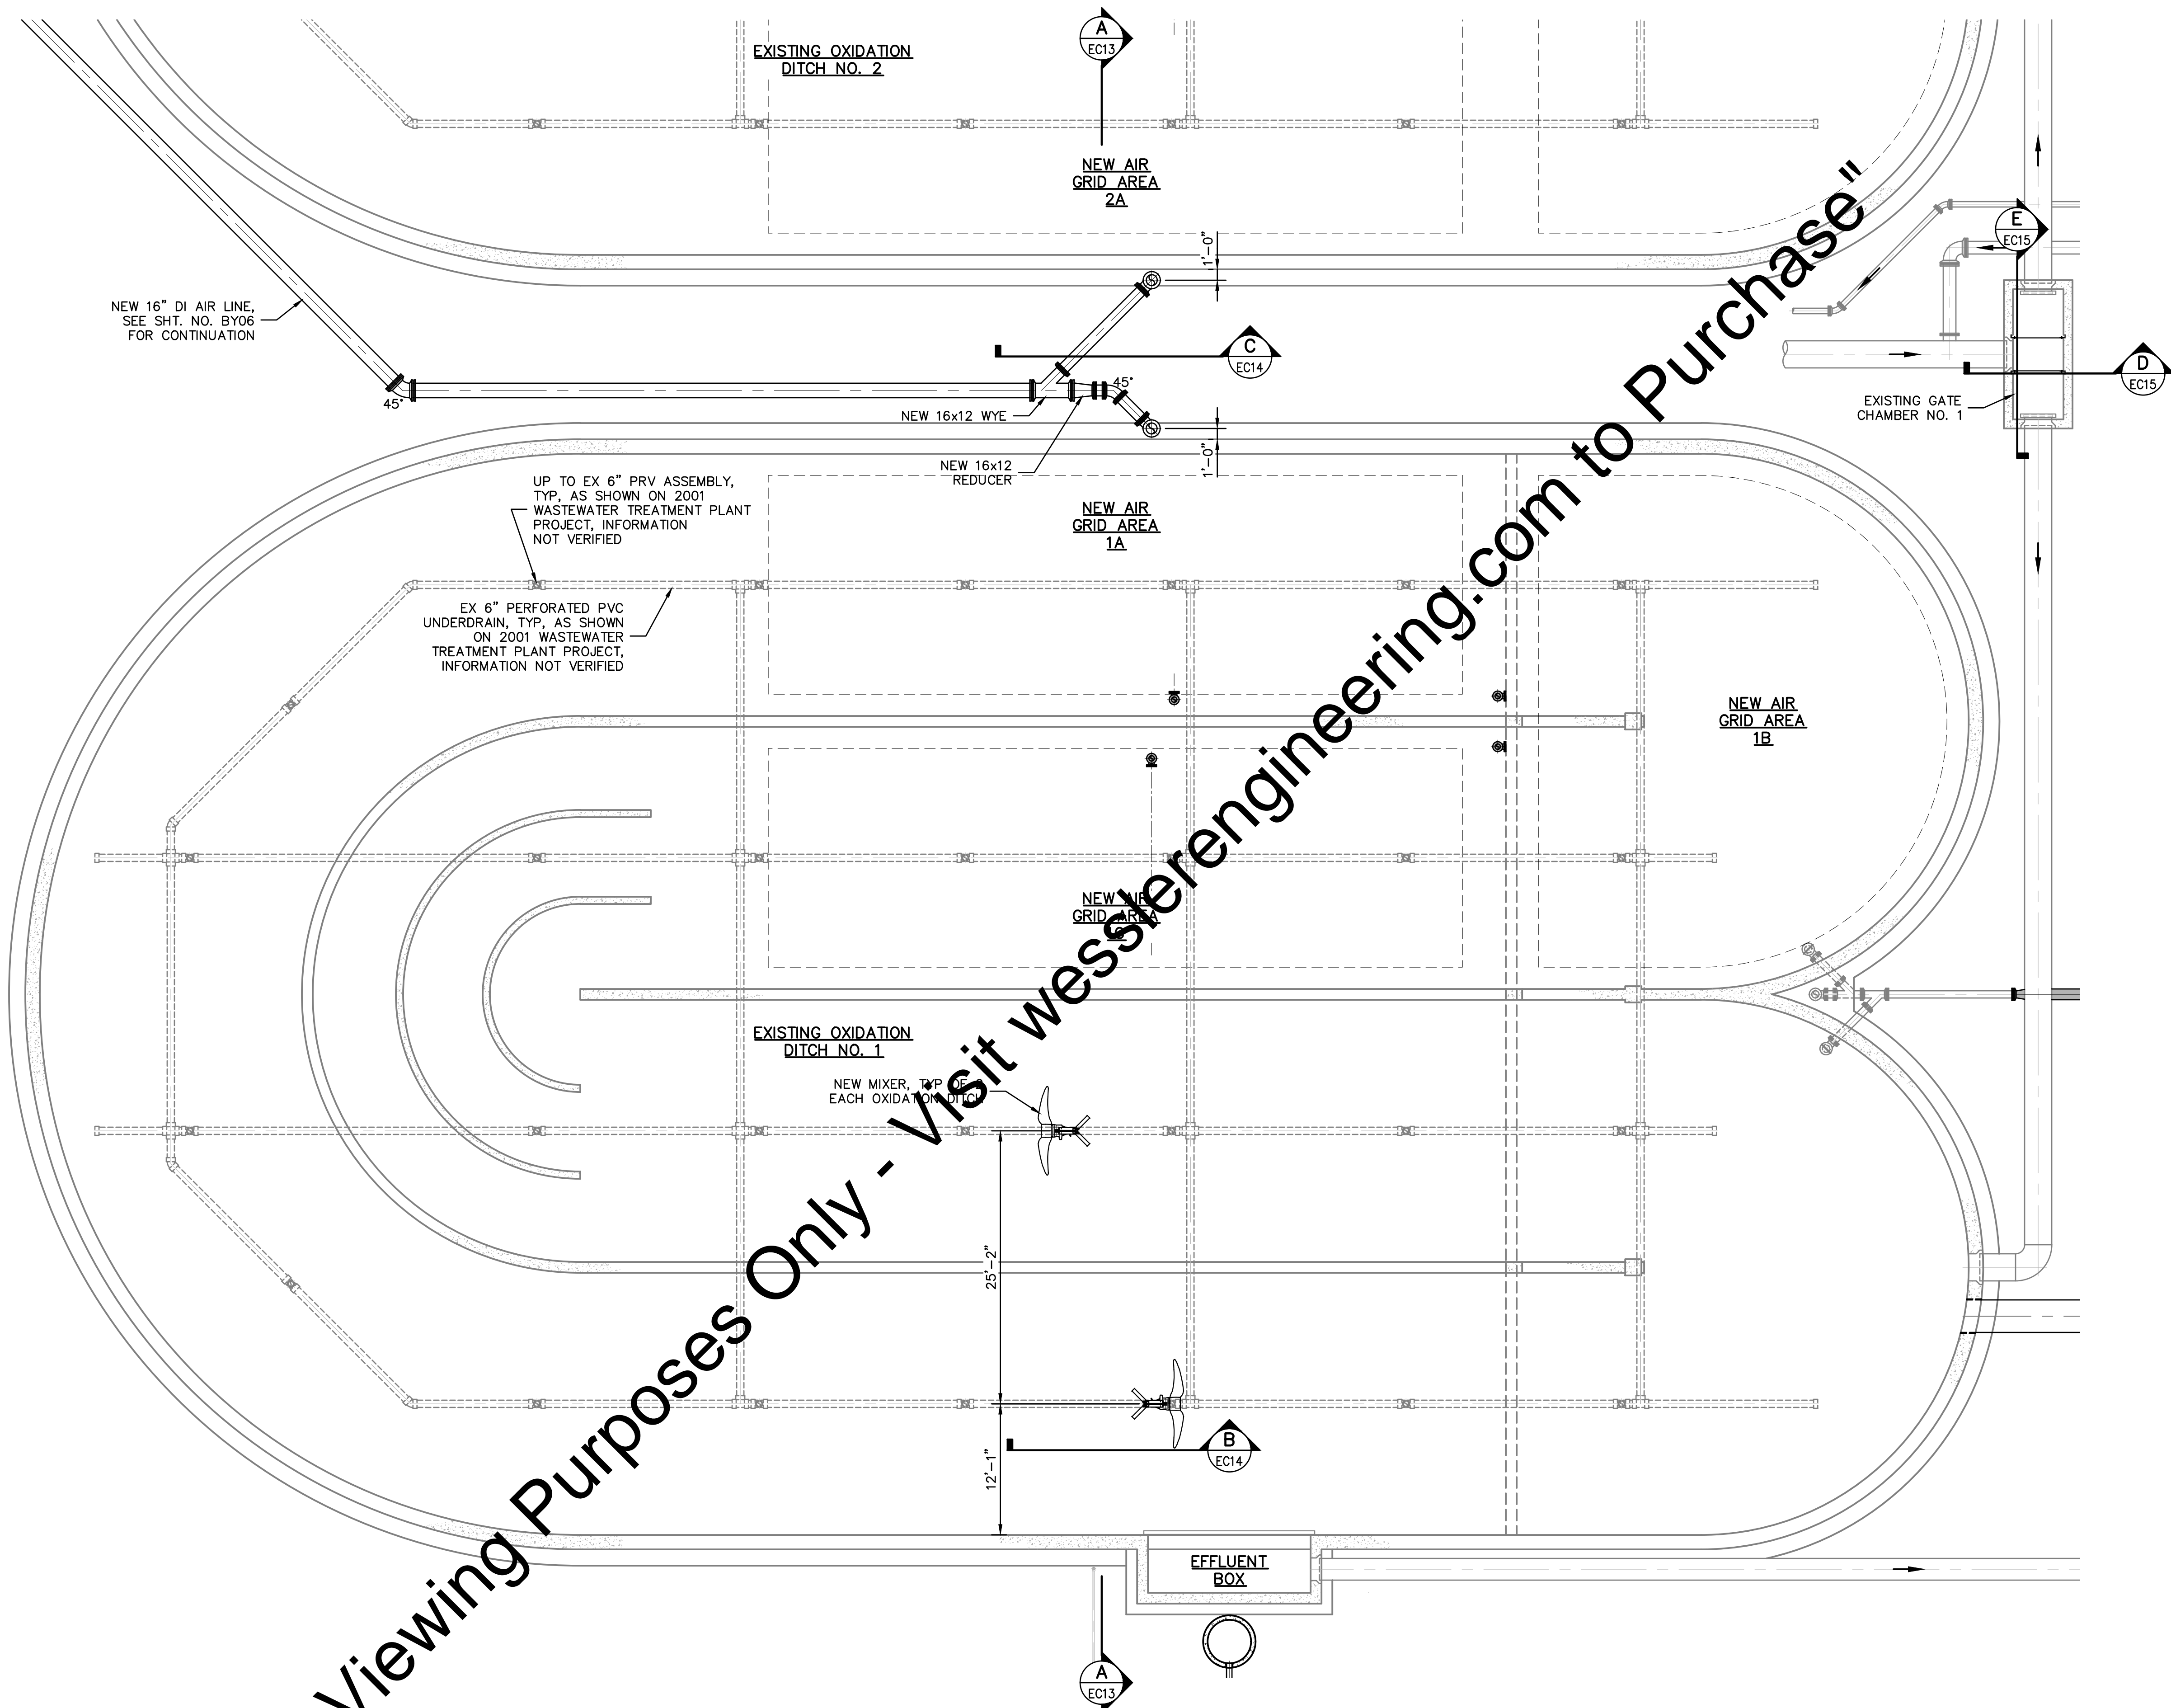 EXISTING OXIDATION
DITCH NO. 2
A
EC13
NEW AIR
GRID AREA
2A
1'-0"
E
EC15
NEW 16" DI AIR LINE,
SEE SHT. NO. BY06
FOR CONTINUATION
C
EC14
D
EC15
45°
45°
NEW 16x12 WYE
EXISTING GATE
CHAMBER NO. 1
1'-0"
NEW 16x12
REDUCER
UP TO EX 6" PRV ASSEMBLY,
TYP, AS SHOWN ON 2001
WASTEWATER TREATMENT PLANT
PROJECT, INFORMATION
NOT VERIFIED
NEW AIR
GRID AREA
1A
EX 6" PERFORATED PVC
UNDERDRAIN, TYP, AS SHOWN
ON 2001 WASTEWATER
TREATMENT PLANT PROJECT,
INFORMATION NOT VERIFIED
NEW AIR
GRID AREA
1B
NEW AIR
GRID AREA
EXISTING OXIDATION
DITCH NO. 1
NEW MIXER, TYP OF
EACH OXIDATION DITCH
25'-2"
12'-1"
B
EC14
EFFLUENT
BOX
A
EC13
Viewing Purposes Only - Visit wesslerengineering.com to Purchase"